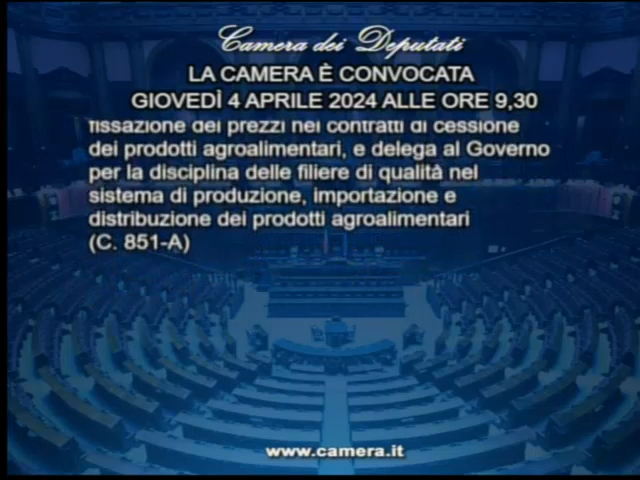 Camera dei Deputati
LA CAMERA È CONVOCATA
GIOVEDÌ 4 APRILE 2024 ALLE ORE 9,30
fissazione dei prezzi nei contratti di cessione
dei prodotti agroalimentari, e delega al Governo
per la disciplina delle filiere di qualità nel
sistema di produzione, importazione e
distribuzione dei prodotti agroalimentari
(C. 851-A)
www.camera.it